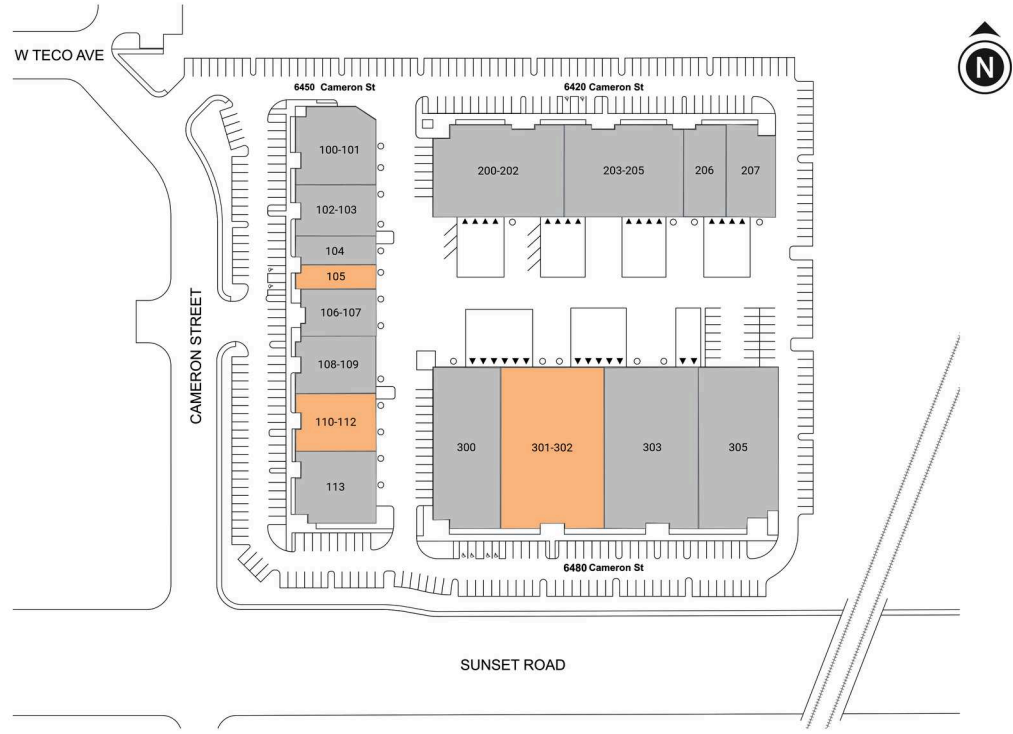 W TECO AVE
N
6450 Cameron St
6420 Cameron St
100-101
102-103
104
105
106-107
108-109
110-112
113
200-202
203-205
206
207
CAMERON STREET
300
301-302
303
305
6480 Cameron St
SUNSET ROAD